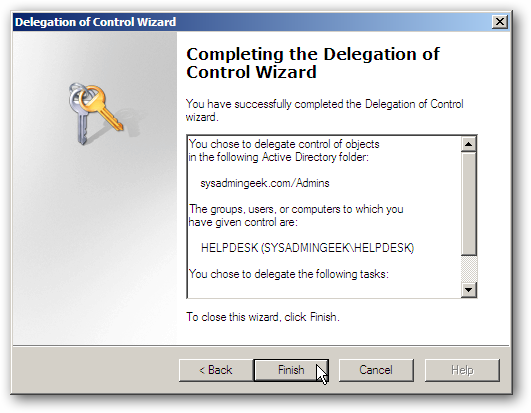 Delegation of Control Wizard
Completing the Delegation of
Control Wizard
You have successfully completed the Delegation of Control
wizard.
You chose to delegate control of objects
in the following Active Directory folder:
sysadmingeek.com/Admins
The groups, users, or computers to which you
have given control are:
HELPDESK (SYSADMINGEEK\HELPDESK)
You chose to delegate the following tasks:
To close this wizard, click Finish.
< Back
Finish
Cancel
Help